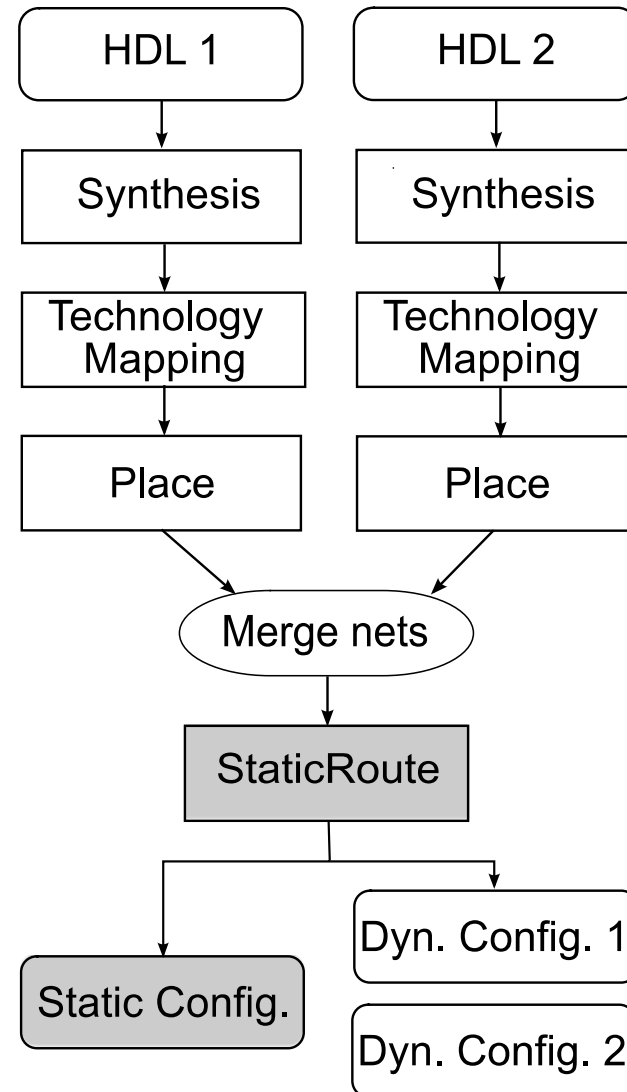 HDL 1
HDL 2
Synthesis
Synthesis
Technology
Mapping
Technology
Mapping
Place
Place
Merge nets
StaticRoute
Dyn. Config. 1
Static Config.
Dyn. Config. 2